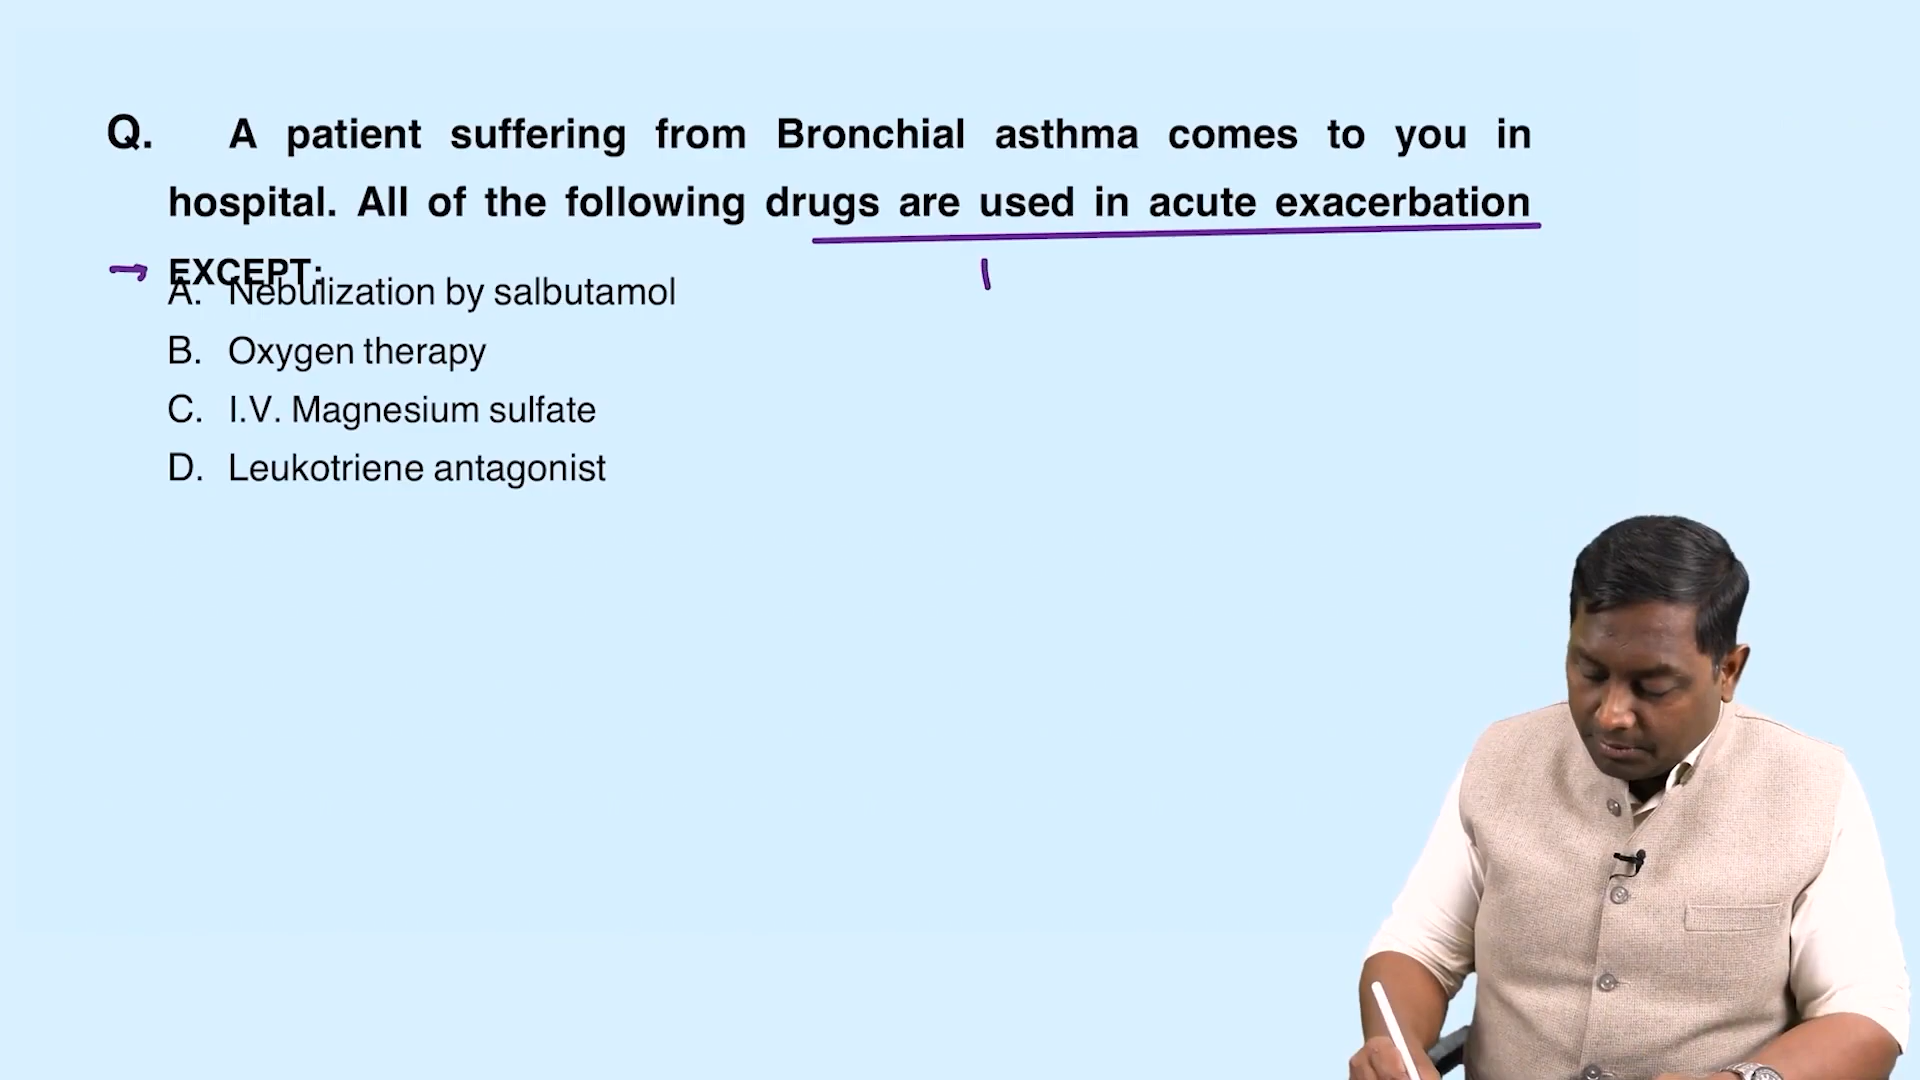 Q. A patient suffering from Bronchial asthma comes to you in
hospital. All of the following drugs are used in acute exacerbation
EXCEPT:
A. Nebulization by salbutamol
B. Oxygen therapy
C. I.V. Magnesium sulfate
D. Leukotriene antagonist